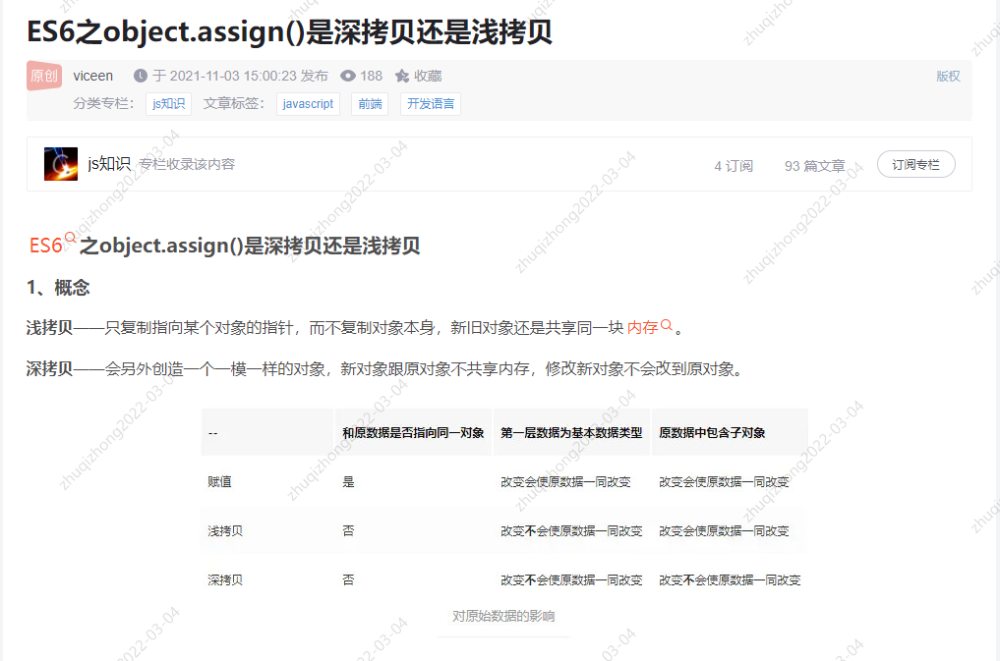 ES6之object.assign()是深拷贝还是浅拷贝
原创 viceen 于 2021-11-03 15:00:23 发布 188 收藏 版权
分类专栏： js知识 文章标签： javascript 前端 开发语言
js知识 专栏收录该内容 4 订阅 93 篇文章 订阅专栏
ES6之object.assign()是深拷贝还是浅拷贝
1、概念
浅拷贝——只复制指向某个对象的指针，而不复制对象本身，新旧对象还是共享同一块内存。
深拷贝——会另外创造一个一模一样的对象，新对象跟原对象不共享内存，修改新对象不会改到原对象。
-- 和原数据是否指向同一对象 第一层数据为基本数据类型 原数据中包含子对象
赋值 是 改变会使原数据一同改变 改变会使原数据一同改变
浅拷贝 否 改变不会使原数据一同改变 改变会使原数据一同改变
深拷贝 否 改变不会使原数据一同改变 改变不会使原数据一同改变
对原始数据的影响
zhuqizhong2022-03-04